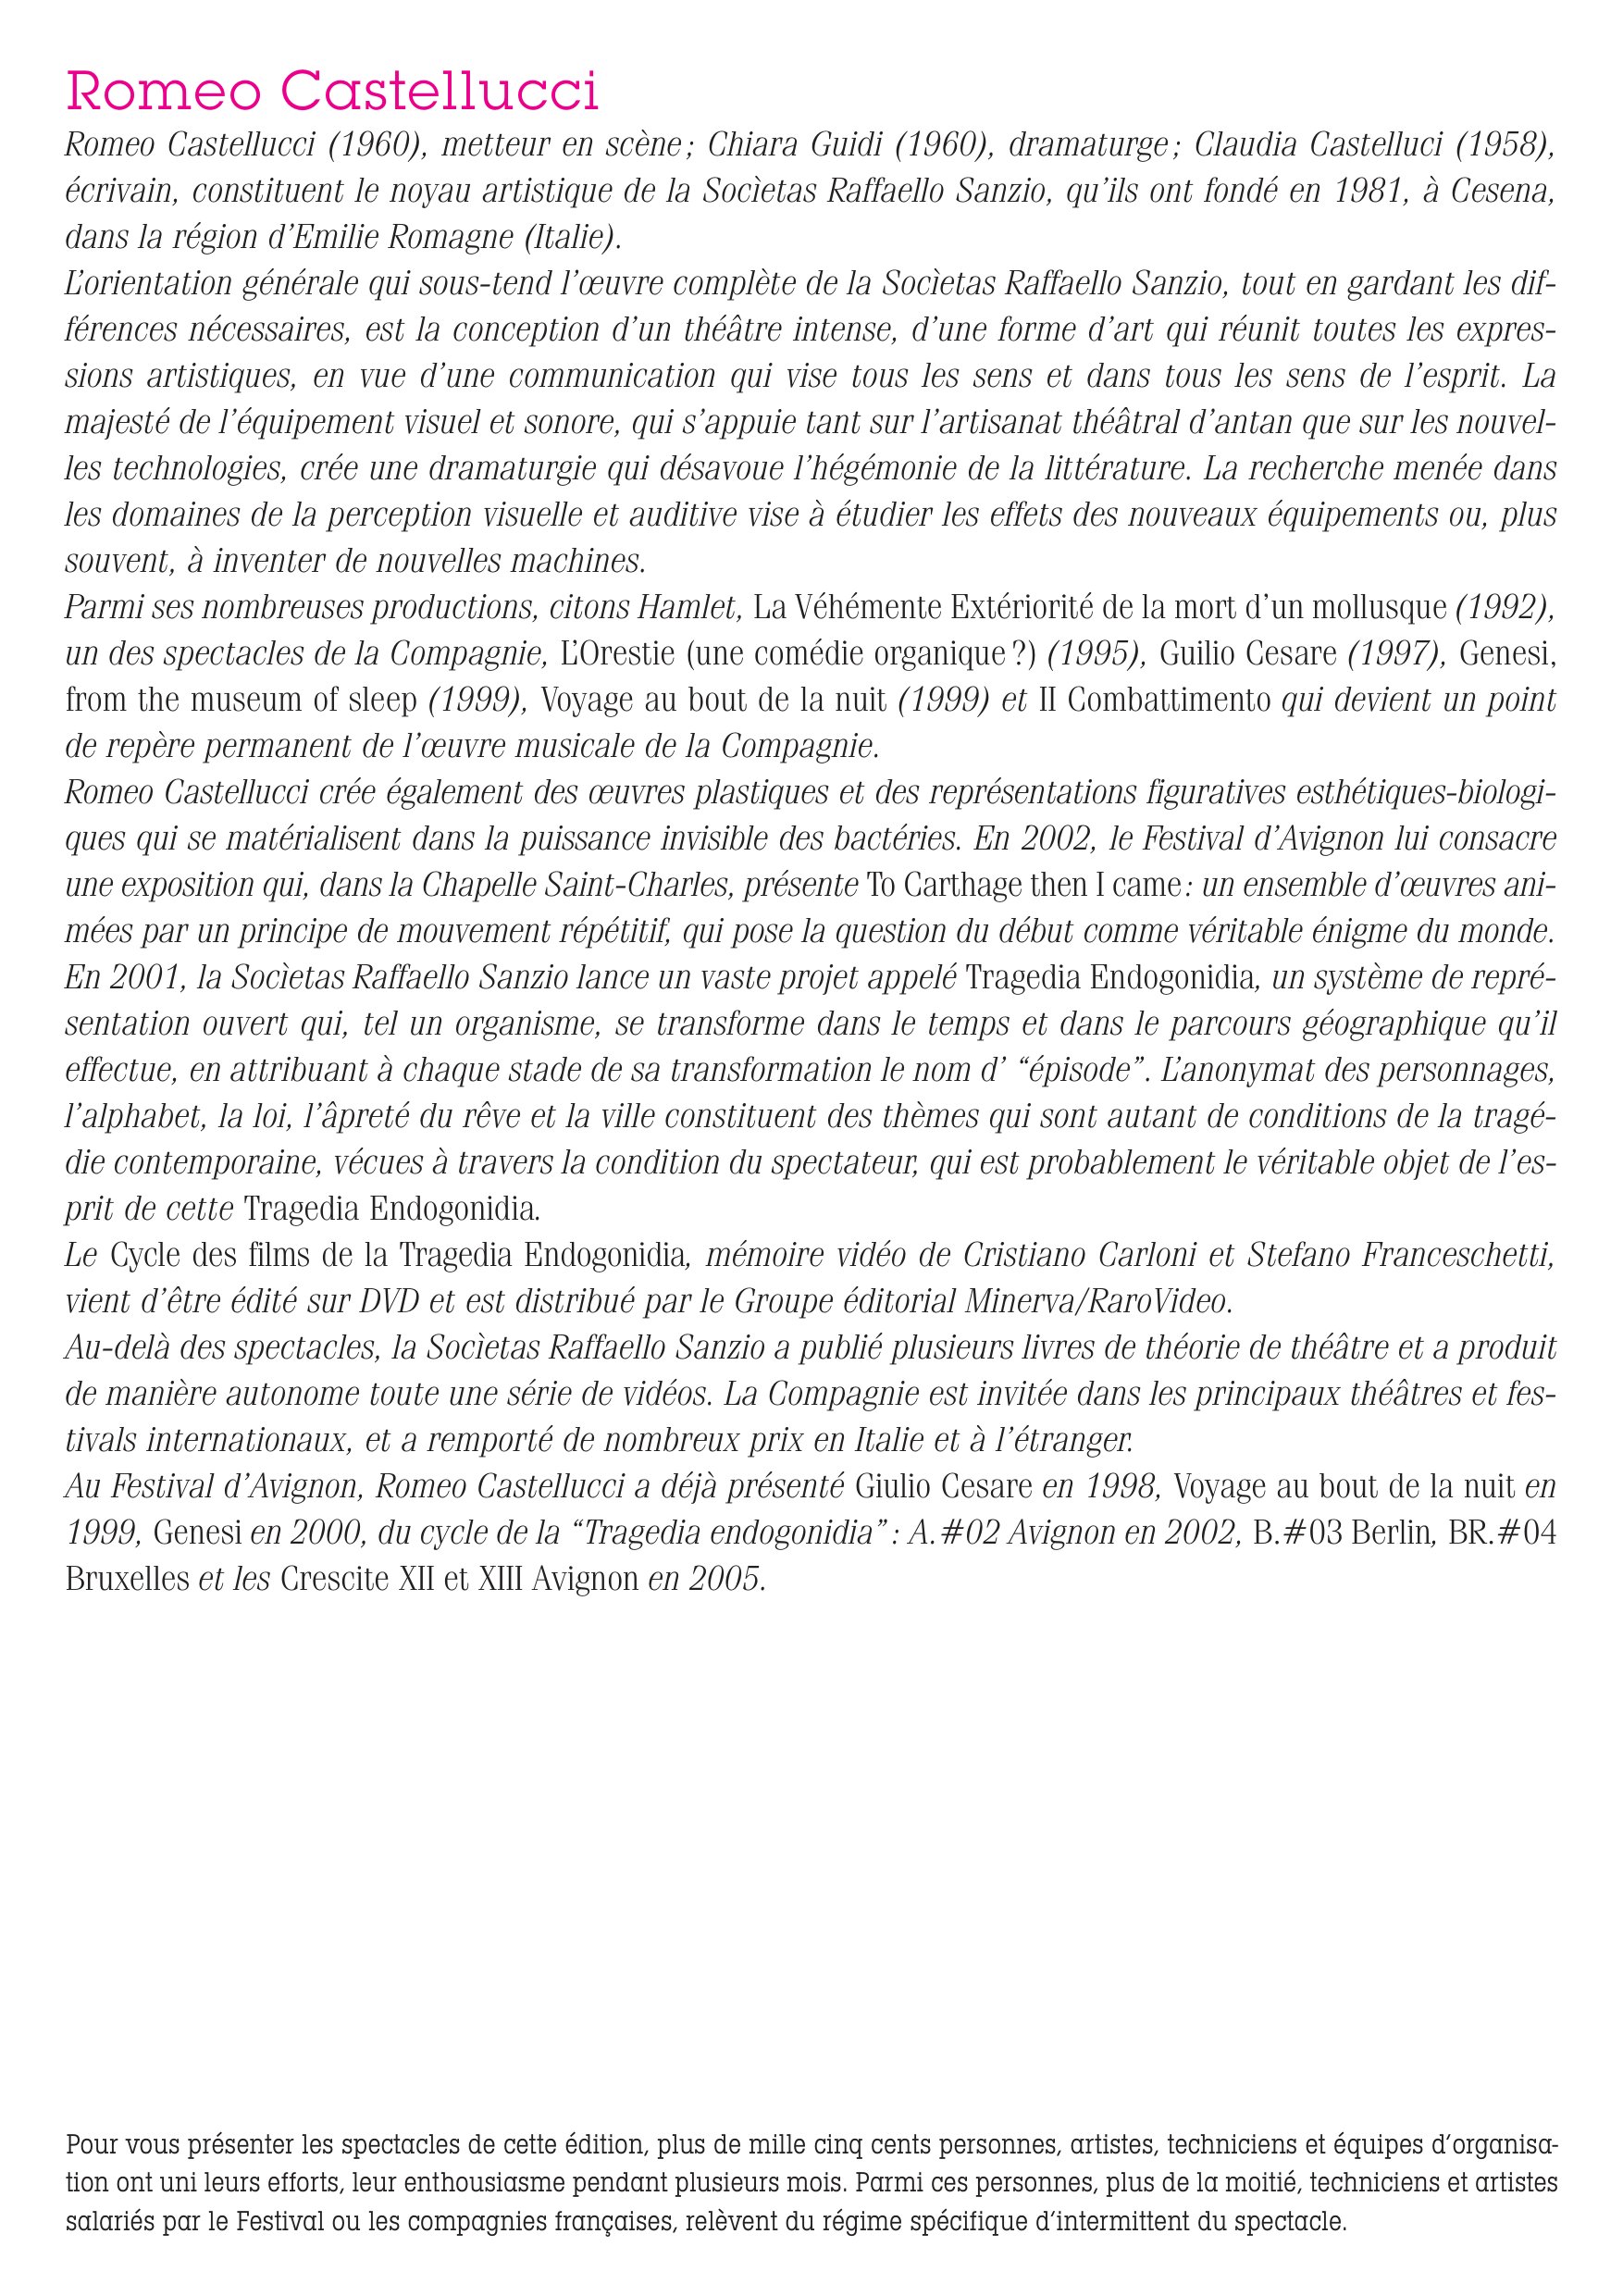 Romeo Castellucci
Romeo Castellucci (1960), metteur en scène ; Chiara Guidi (1960), dramaturge ; Claudia Castelluci (1958),
écrivain, constituent le noyau artistique de la Socìetas Raffaello Sanzio, qu’ils ont fondé en 1981, à Cesena,
dans la région d’Emilie Romagne (Italie).
L’orientation générale qui sous-tend l’œuvre complète de la Socìetas Raffaello Sanzio, tout en gardant les dif-
férences nécessaires, est la conception d’un théâtre intense, d’une forme d’art qui réunit toutes les expres-
sions artistiques, en vue d’une communication qui vise tous les sens et dans tous les sens de l’esprit. La
majesté de l’équipement visuel et sonore, qui s’appuie tant sur l’artisanat théâtral d’antan que sur les nouvel-
les technologies, crée une dramaturgie qui désavoue l’hégémonie de la littérature. La recherche menée dans
les domaines de la perception visuelle et auditive vise à étudier les effets des nouveaux équipements ou, plus
souvent, à inventer de nouvelles machines.
Parmi ses nombreuses productions, citons Hamlet, La Véhémente Extériorité de la mort d’un mollusque (1992),
un des spectacles de la Compagnie, L’Orestie (une comédie organique ?) (1995), Guilio Cesare (1997), Genesi,
from the museum of sleep (1999), Voyage au bout de la nuit (1999) et II Combattimento qui devient un point
de repère permanent de l’œuvre musicale de la Compagnie.
Romeo Castellucci crée également des œuvres plastiques et des représentations figuratives esthétiques-biologi-
ques qui se matérialisent dans la puissance invisible des bactéries. En 2002, le Festival d’Avignon lui consacre
une exposition qui, dans la Chapelle Saint-Charles, présente To Carthage then I came : un ensemble d’œuvres ani-
mées par un principe de mouvement répétitif, qui pose la question du début comme véritable énigme du monde.
En 2001, la Socìetas Raffaello Sanzio lance un vaste projet appelé Tragedia Endogonidia, un système de repré-
sentation ouvert qui, tel un organisme, se transforme dans le temps et dans le parcours géographique qu’il
effectue, en attribuant à chaque stade de sa transformation le nom d’ “épisode”. L’anonymat des personnages,
l’alphabet, la loi, l’âpreté du rêve et la ville constituent des thèmes qui sont autant de conditions de la tragé-
die contemporaine, vécues à travers la condition du spectateur, qui est probablement le véritable objet de l’es-
prit de cette Tragedia Endogonidia.
Le Cycle des films de la Tragedia Endogonidia, mémoire vidéo de Cristiano Carloni et Stefano Franceschetti,
vient d’être édité sur DVD et est distribué par le Groupe éditorial Minerva/RaroVideo.
Au-delà des spectacles, la Socìetas Raffaello Sanzio a publié plusieurs livres de théorie de théâtre et a produit
de manière autonome toute une série de vidéos. La Compagnie est invitée dans les principaux théâtres et fes-
tivals internationaux, et a remporté de nombreux prix en Italie et à l’étranger.
Au Festival d’Avignon, Romeo Castellucci a déjà présenté Giulio Cesare en 1998, Voyage au bout de la nuit en
1999, Genesi en 2000, du cycle de la “Tragedia endogonidia” : A.#02 Avignon en 2002, B.#03 Berlin, BR.#04
Bruxelles et les Crescite XII et XIII Avignon en 2005.
Pour vous présenter les spectacles de cette édition, plus de mille cinq cents personnes, artistes, techniciens et équipes d’organisa-
tion ont uni leurs efforts, leur enthousiasme pendant plusieurs mois. Parmi ces personnes, plus de la moitié, techniciens et artistes
salariés par le Festival ou les compagnies françaises, relèvent du régime spécifique d’intermittent du spectacle.